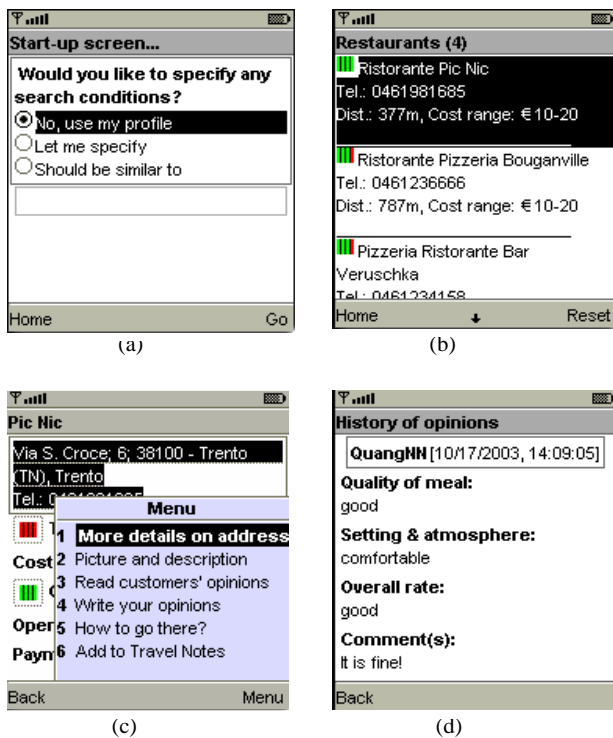 Start-up screen...
Would you like to specify any
search conditions?
No, use my profile
Let me specify
Should be similar to
Home Go
(a)
Restaurants (4)
Ristorante Pic Nic
Tel.: 0461981685
Dist.: 377m, Cost range: €10-20
Ristorante Pizzeria Bouganville
Tel.: 0461236666
Dist.: 787m, Cost range: €10-20
Pizzeria Ristorante Bar
Veruschka
Tel.: 0461234158
Home Reset
(b)
Pic Nic
Via S. Croce; 6; 38100 - Trento
(TN), Trento
Tel.:
Menu
1 More details on address
Cost 2 Picture and description
3 Read customers' opinions
4 Write your opinions
Oper 5 How to go there?
Paym 6 Add to Travel Notes
Back Menu
(c)
History of opinions
QuangNN [10/17/2003, 14:09:05]
Quality of meal:
good
Setting & atmosphere:
comfortable
Overall rate:
good
Comment(s):
It is fine!
Back
(d)